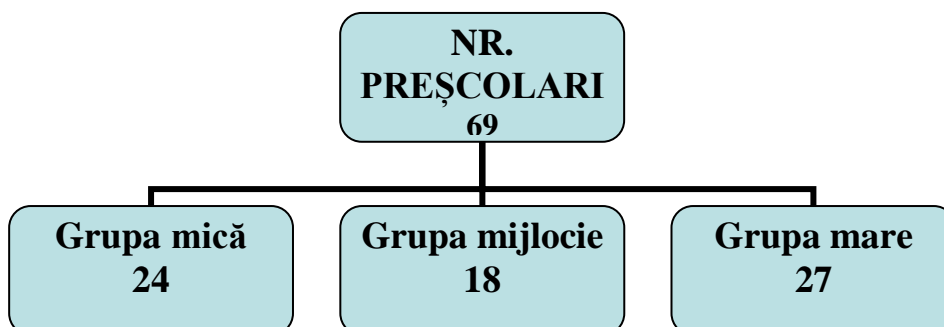 NR.
PREȘCOLARI
69
Grupa mică
24
Grupa mijlocie
18
Grupa mare
27